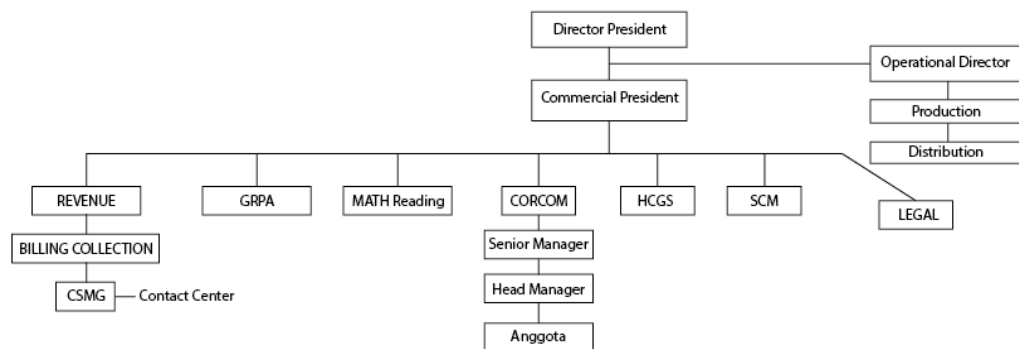 Director President
Operational Director
Commercial President
Production
Distribution
REVENUE
GRPA
MATH Reading
CORCOM
HCGS
SCM
LEGAL
BILLING COLLECTION
Senior Manager
CSMG
Contact Center
Head Manager
Anggota